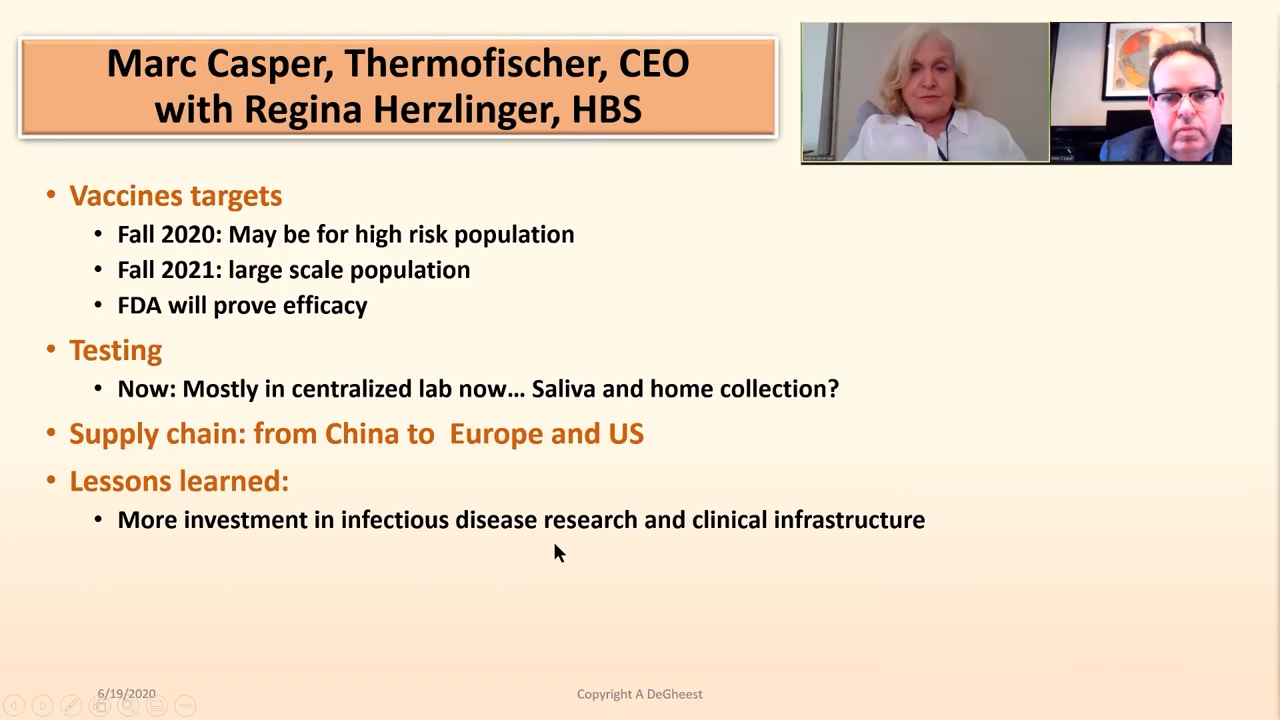 Marc Casper, Thermofischer, CEO
with Regina Herzlinger, HBS
• Vaccines targets
• Fall 2020: May be for high risk population
• Fall 2021: large scale population
• FDA will prove efficacy
• Testing
• Now: Mostly in centralized lab now… Saliva and home collection?
• Supply chain: from China to  Europe and US
• Lessons learned:
• More investment in infectious disease research and clinical infrastructure
6/19/2020
Copyright A DeGheest